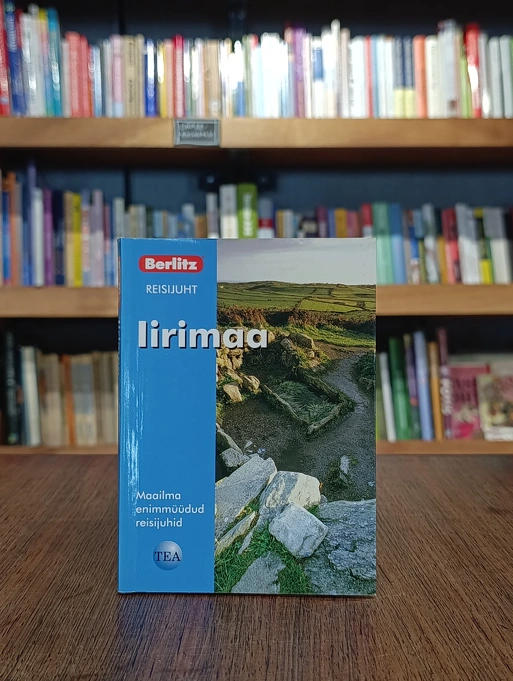 Berlitz
REISIJUHT
Iirimaa
Maailma
enimmüüdud
reisijuhid
TEA